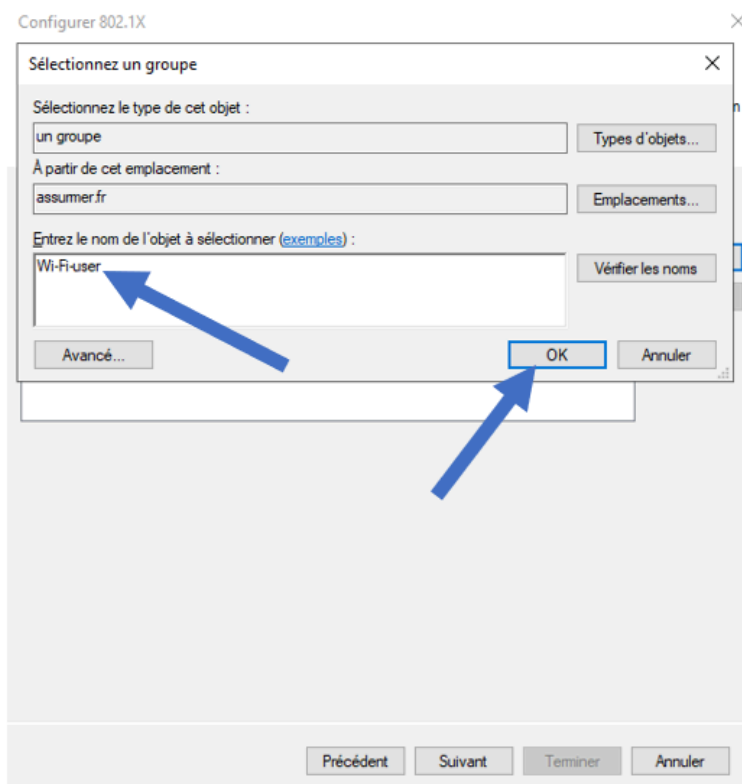 Configurer 802.1X
Sélectionnez un groupe
Sélectionnez le type de cet objet :
un groupe
Types d'objets...
À partir de cet emplacement :
assurmer.fr
Emplacements...
Entrez le nom de l'objet à sélectionner (exemples) :
Wi-Fi-user
Vérifier les noms
Avancé...
OK
Annuler
Précédent
Suivant
Terminer
Annuler